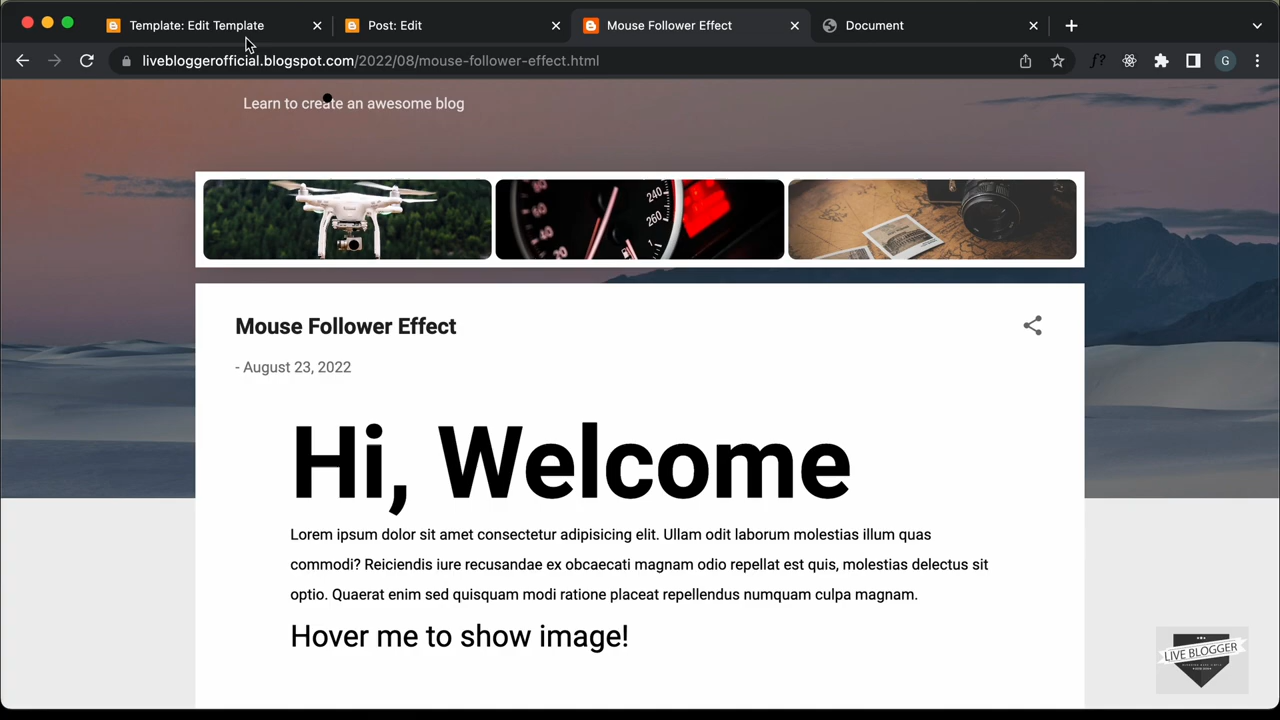 Template: Edit Template
Post: Edit
Mouse Follower Effect
Document
livebloggerofficial.blogspot.com/2022/08/mouse-follower-effect.html
f?
G
Learn to create an awesome blog
240
260
Mouse Follower Effect
- August 23, 2022
Hi, Welcome
Lorem ipsum dolor sit amet consectetur adipisicing elit. Ullam odit laborum molestias illum quas
commodi? Reiciendis iure recusandae ex obcaecati magnam odio repellat est quis, molestias delectus sit
optio. Quaerat enim sed quisquam modi ratione placeat repellendus numquam culpa magnam.
Hover me to show image!
LIVE BLOGGER